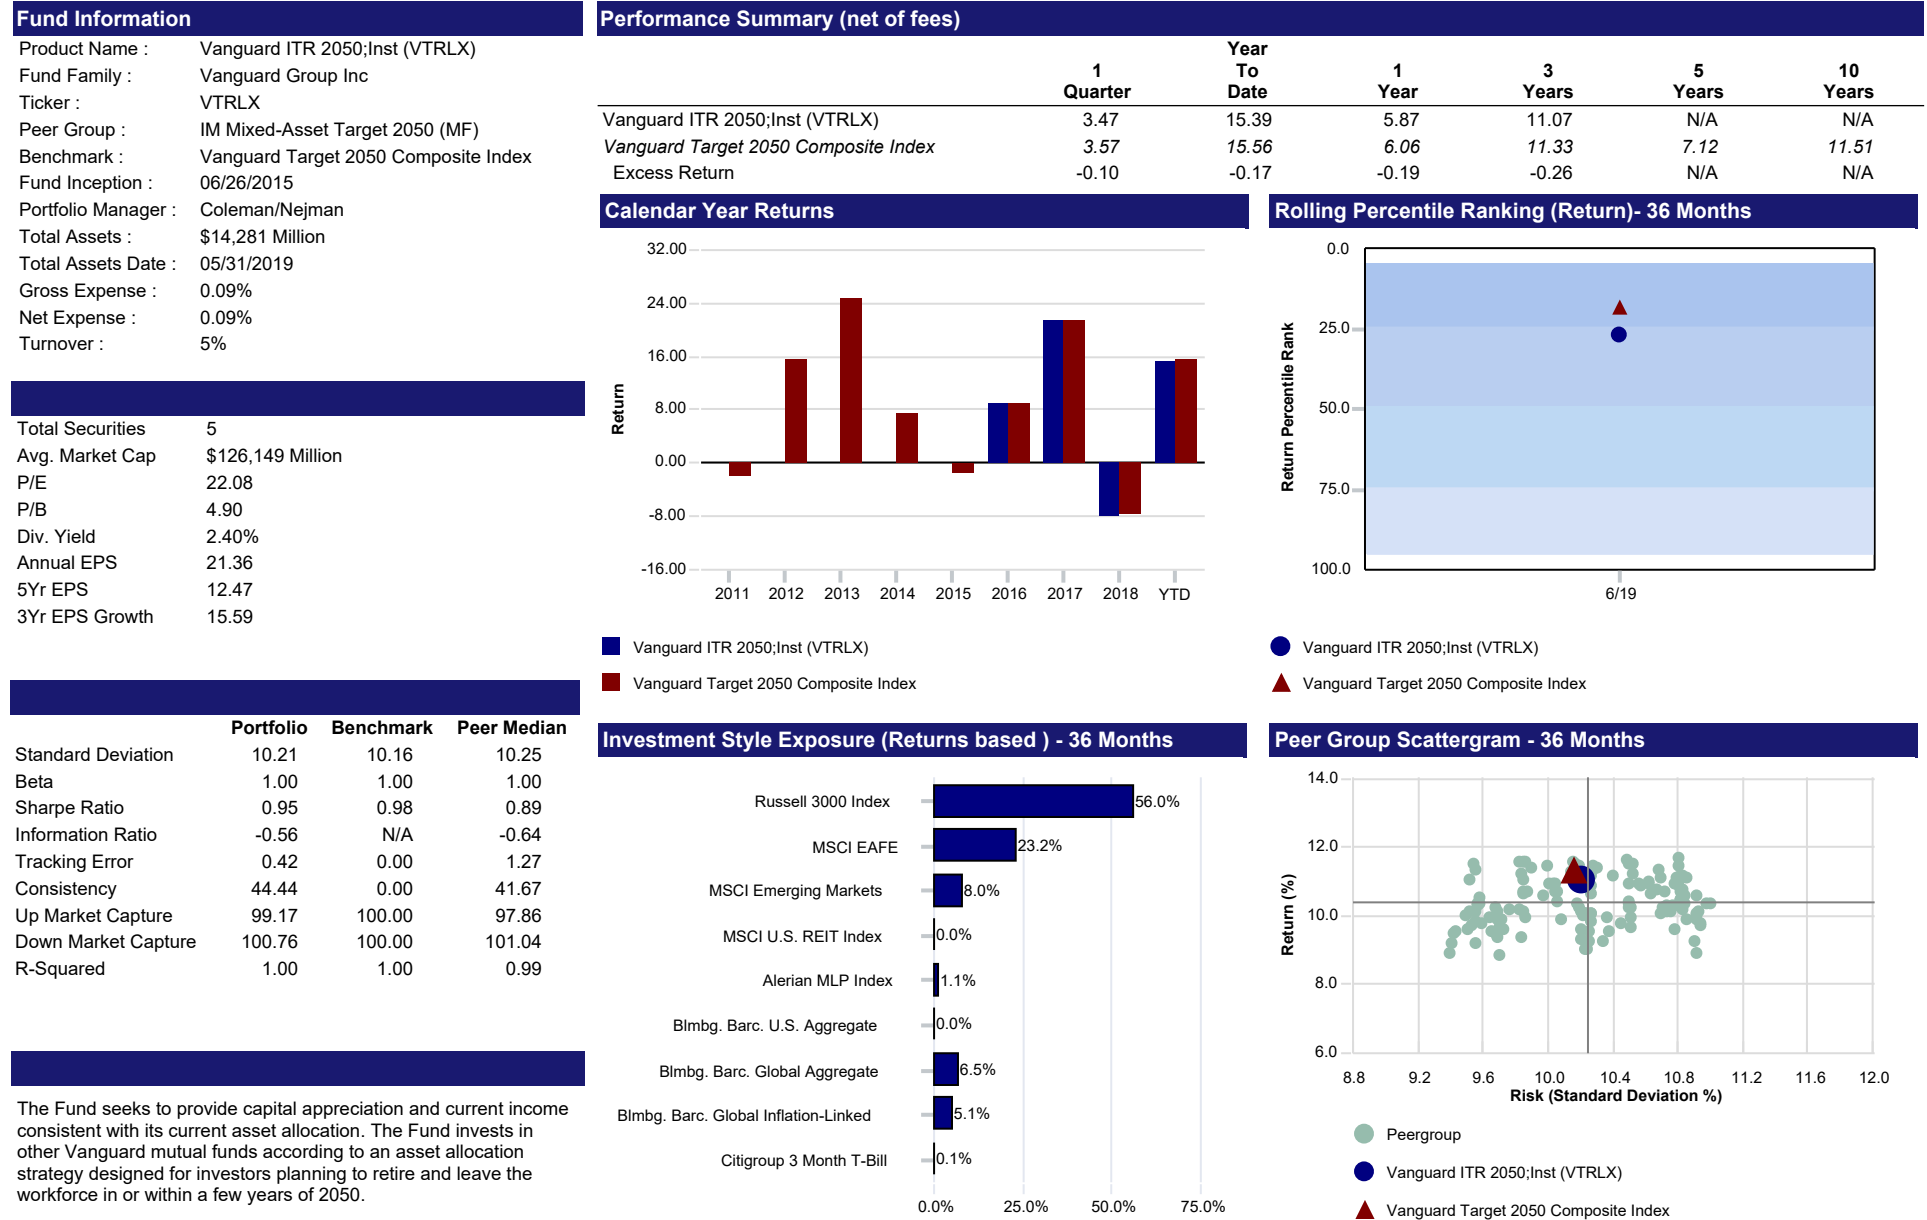 Fund Information
Product Name : Vanguard ITR 2050;Inst (VTRLX)
Fund Family : Vanguard Group Inc
Ticker : VTRLX
Peer Group : IM Mixed-Asset Target 2050 (MF)
Benchmark : Vanguard Target 2050 Composite Index
Fund Inception : 06/26/2015
Portfolio Manager : Coleman/Nejman
Total Assets : $14,281 Million
Total Assets Date : 05/31/2019
Gross Expense : 0.09%
Net Expense : 0.09%
Turnover : 5%
Total Securities 5
Avg. Market Cap $126,149 Million
P/E 22.08
P/B 4.90
Div. Yield 2.40%
Annual EPS 21.36
5Yr EPS 12.47
3Yr EPS Growth 15.59
Portfolio Benchmark Peer Median
Standard Deviation 10.21 10.16 10.25
Beta 1.00 1.00 1.00
Sharpe Ratio 0.95 0.98 0.89
Information Ratio -0.56 N/A -0.64
Tracking Error 0.42 0.00 1.27
Consistency 44.44 0.00 41.67
Up Market Capture 99.17 100.00 97.86
Down Market Capture 100.76 100.00 101.04
R-Squared 1.00 1.00 0.99
The Fund seeks to provide capital appreciation and current income
consistent with its current asset allocation. The Fund invests in
other Vanguard mutual funds according to an asset allocation
strategy designed for investors planning to retire and leave the
workforce in or within a few years of 2050.
Performance Summary (net of fees)
Year
1 To 1 3 5 10
Quarter Date Year Years Years Years
Vanguard ITR 2050;Inst (VTRLX) 3.47 15.39 5.87 11.07 N/A N/A
Vanguard Target 2050 Composite Index 3.57 15.56 6.06 11.33 7.12 11.51
Excess Return -0.10 -0.17 -0.19 -0.26 N/A N/A
Calendar Year Returns
32.00
24.00
16.00
8.00
0.00
-8.00
-16.00
Return
2011 2012 2013 2014 2015 2016 2017 2018 YTD
Vanguard ITR 2050;Inst (VTRLX)
Vanguard Target 2050 Composite Index
Rolling Percentile Ranking (Return)- 36 Months
0.0
25.0
50.0
75.0
100.0
Return Percentile Rank
6/19
Vanguard ITR 2050;Inst (VTRLX)
Vanguard Target 2050 Composite Index
Investment Style Exposure (Returns based ) - 36 Months
Russell 3000 Index 56.0%
MSCI EAFE 23.2%
MSCI Emerging Markets 8.0%
MSCI U.S. REIT Index 0.0%
Alerian MLP Index 1.1%
Blmbg. Barc. U.S. Aggregate 0.0%
Blmbg. Barc. Global Aggregate 6.5%
Blmbg. Barc. Global Inflation-Linked 5.1%
Citigroup 3 Month T-Bill 0.1%
0.0% 25.0% 50.0% 75.0%
Peer Group Scattergram - 36 Months
14.0
12.0
10.0
8.0
6.0
Return (%)
8.8 9.2 9.6 10.0 10.4 10.8 11.2 11.6 12.0
Risk (Standard Deviation %)
Peergroup
Vanguard ITR 2050;Inst (VTRLX)
Vanguard Target 2050 Composite Index